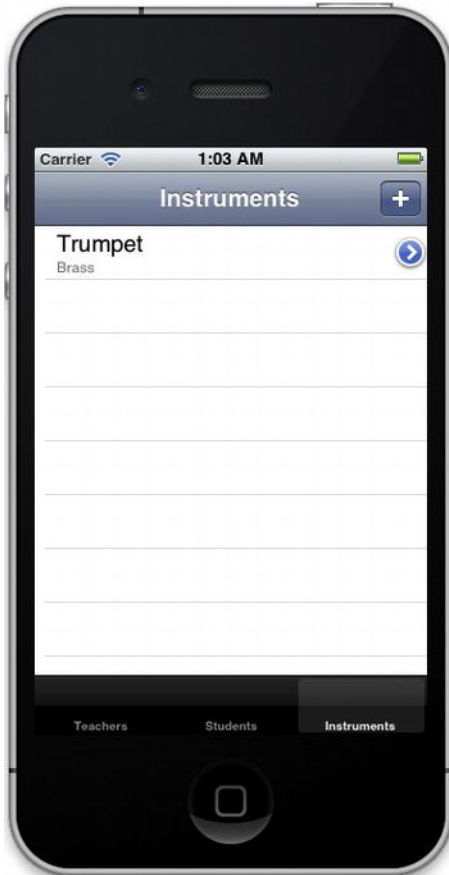 Carrier 1:03 AM
Instruments +
Trumpet
Brass
Teachers Students Instruments